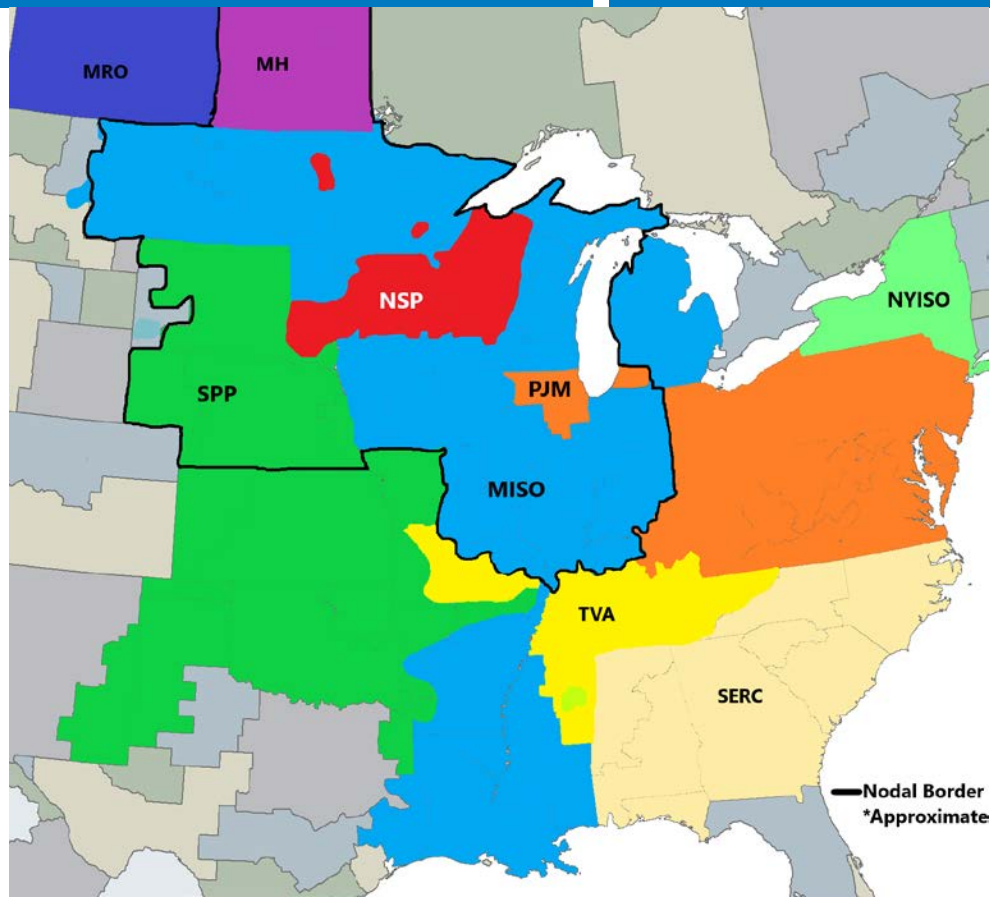 MRO
MH
NSP
NYISO
SPP
PJM
MISO
TVA
SERC
Nodal Border
*Approximate